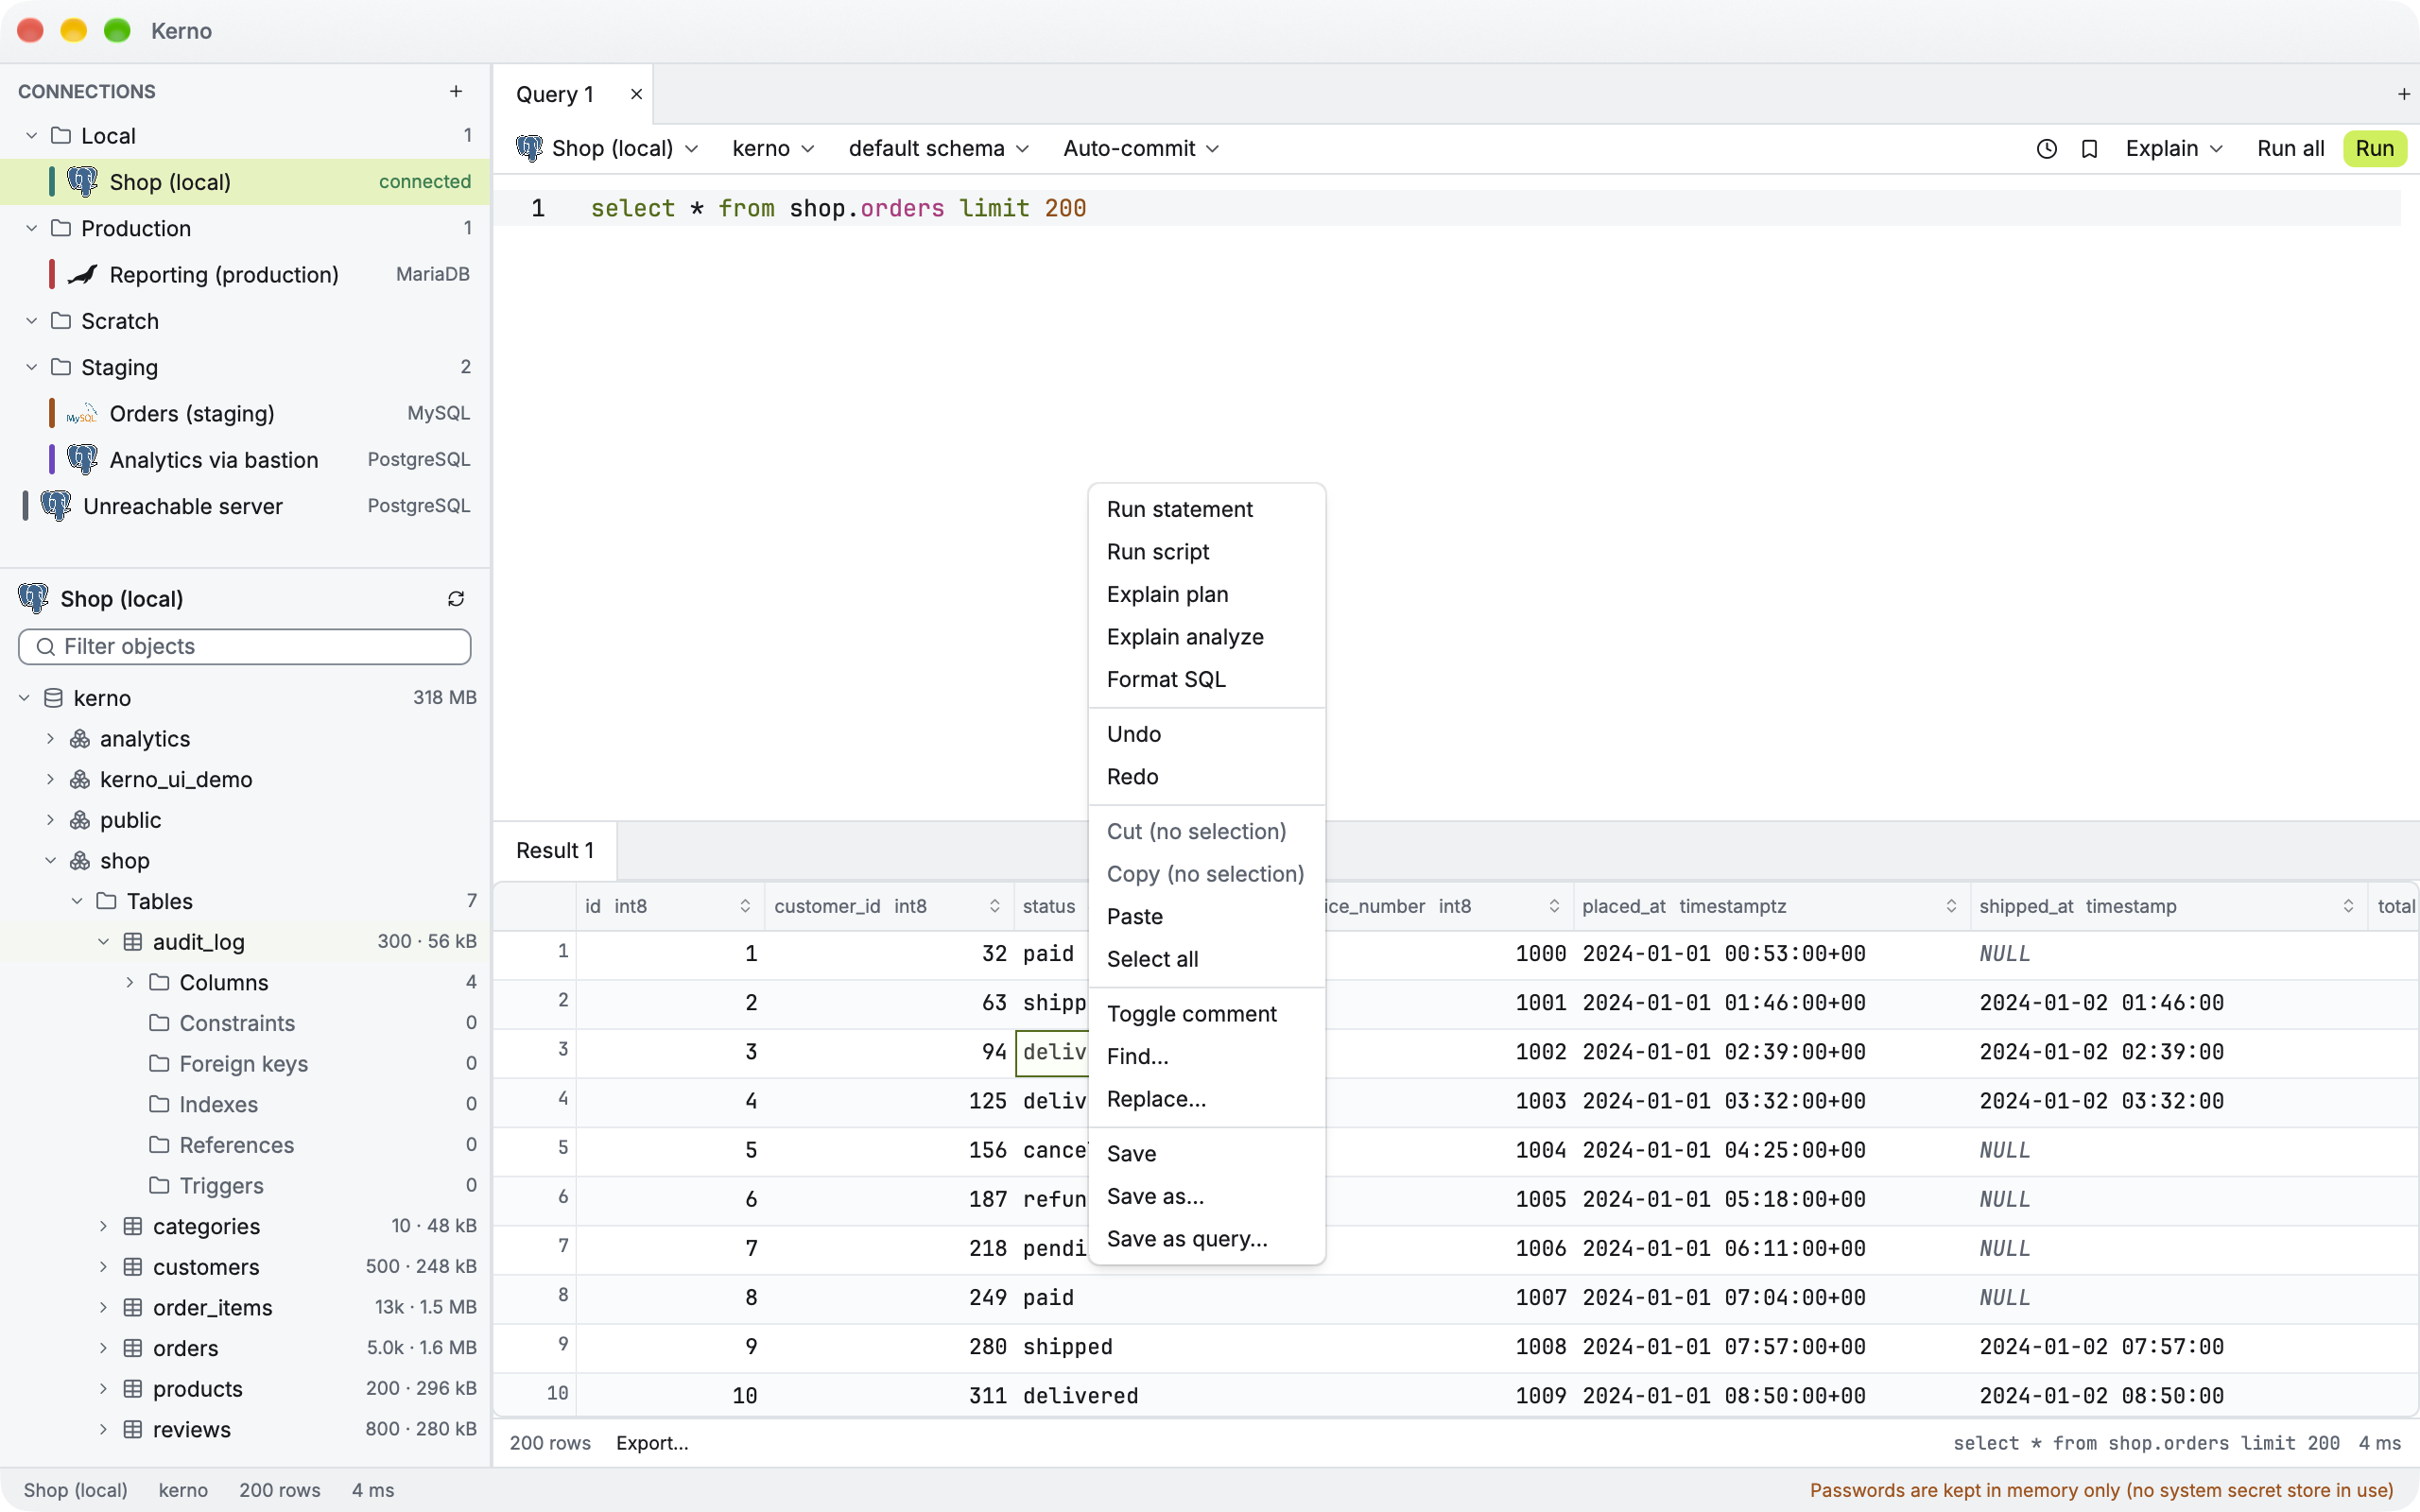 Kerno
CONNECTIONS
Local 1
Shop (local) connected
Production 1
Reporting (production) MariaDB
Scratch
Staging 2
MySQL Orders (staging) MySQL
Analytics via bastion PostgreSQL
Unreachable server PostgreSQL
Shop (local)
Filter objects
kerno 318 MB
analytics
kerno_ui_demo
public
shop
Tables 7
audit_log 300 · 56 kB
Columns 4
Constraints 0
Foreign keys 0
Indexes 0
References 0
Triggers 0
categories 10 · 48 kB
customers 500 · 248 kB
order_items 13k · 1.5 MB
orders 5.0k · 1.6 MB
products 200 · 296 kB
reviews 800 · 280 kB
Query 1
Shop (local) kerno default schema Auto-commit Explain Run all Run
1 select * from shop.orders limit 200
Run statement
Run script
Explain plan
Explain analyze
Format SQL
Undo
Redo
Cut (no selection)
Copy (no selection)
Paste
Select all
Toggle comment
Find...
Replace...
Save
Save as...
Save as query...
Result 1
id int8 customer_id int8 status ice_number int8 placed_at timestamptz shipped_at timestamp total
1 1 32 paid 1000 2024-01-01 00:53:00+00 NULL
2 2 63 shipp 1001 2024-01-01 01:46:00+00 2024-01-02 01:46:00
3 3 94 deliv 1002 2024-01-01 02:39:00+00 2024-01-02 02:39:00
4 4 125 deliv 1003 2024-01-01 03:32:00+00 2024-01-02 03:32:00
5 5 156 cance 1004 2024-01-01 04:25:00+00 NULL
6 6 187 refun 1005 2024-01-01 05:18:00+00 NULL
7 7 218 pendi 1006 2024-01-01 06:11:00+00 NULL
8 8 249 paid 1007 2024-01-01 07:04:00+00 NULL
9 9 280 shipped 1008 2024-01-01 07:57:00+00 2024-01-02 07:57:00
10 10 311 delivered 1009 2024-01-01 08:50:00+00 2024-01-02 08:50:00
200 rows Export... select * from shop.orders limit 200 4 ms
Shop (local) kerno 200 rows 4 ms Passwords are kept in memory only (no system secret store in use)